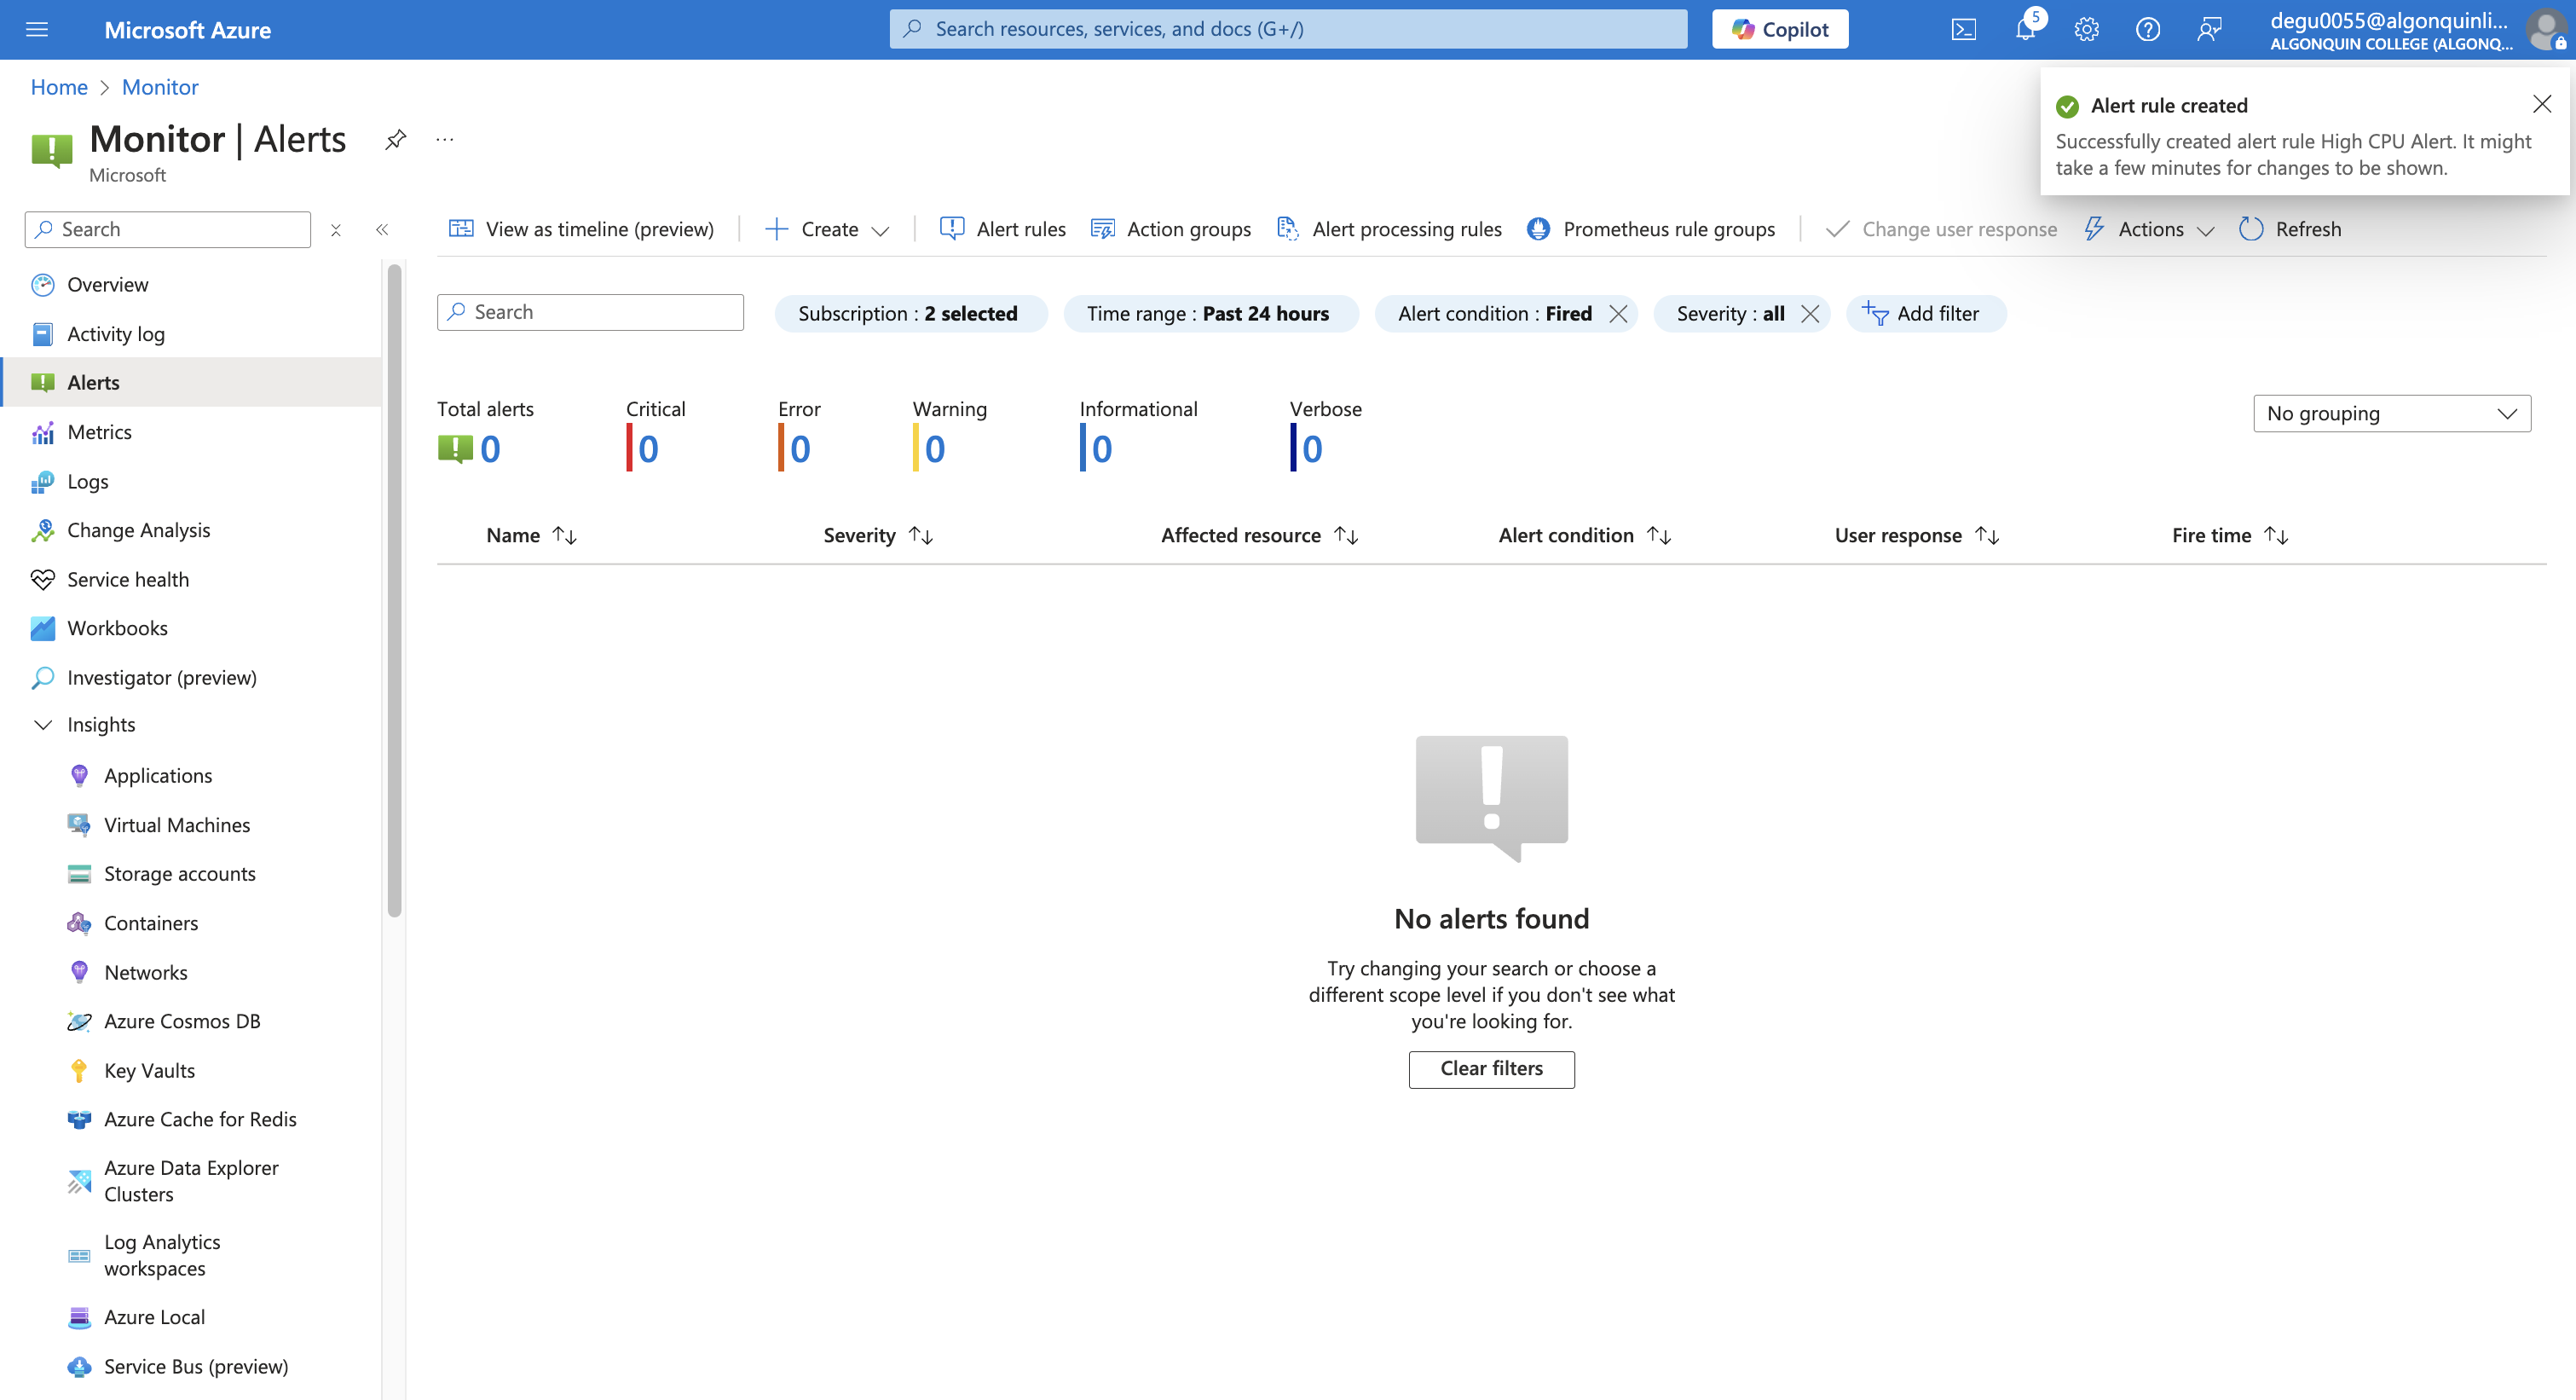 Microsoft Azure
Search resources, services, and docs (G+/)
Copilot
5
degu0055@algonquinli...
ALGONQUIN COLLEGE (ALGONQ...
Home > Monitor
Alert rule created
Successfully created alert rule High CPU Alert. It might
take a few minutes for changes to be shown.
Monitor | Alerts
Microsoft
Search
View as timeline (preview)
Create
Alert rules
Action groups
Alert processing rules
Prometheus rule groups
Change user response
Actions
Refresh
Overview
Activity log
Alerts
Metrics
Logs
Change Analysis
Service health
Workbooks
Investigator (preview)
Insights
Applications
Virtual Machines
Storage accounts
Containers
Networks
Azure Cosmos DB
Key Vaults
Azure Cache for Redis
Azure Data Explorer
Clusters
Log Analytics
workspaces
Azure Local
Service Bus (preview)
Search
Subscription : 2 selected
Time range : Past 24 hours
Alert condition : Fired
Severity : all
Add filter
Total alerts
0
Critical
0
Error
0
Warning
0
Informational
0
Verbose
0
No grouping
Name
Severity
Affected resource
Alert condition
User response
Fire time
No alerts found
Try changing your search or choose a
different scope level if you don't see what
you're looking for.
Clear filters